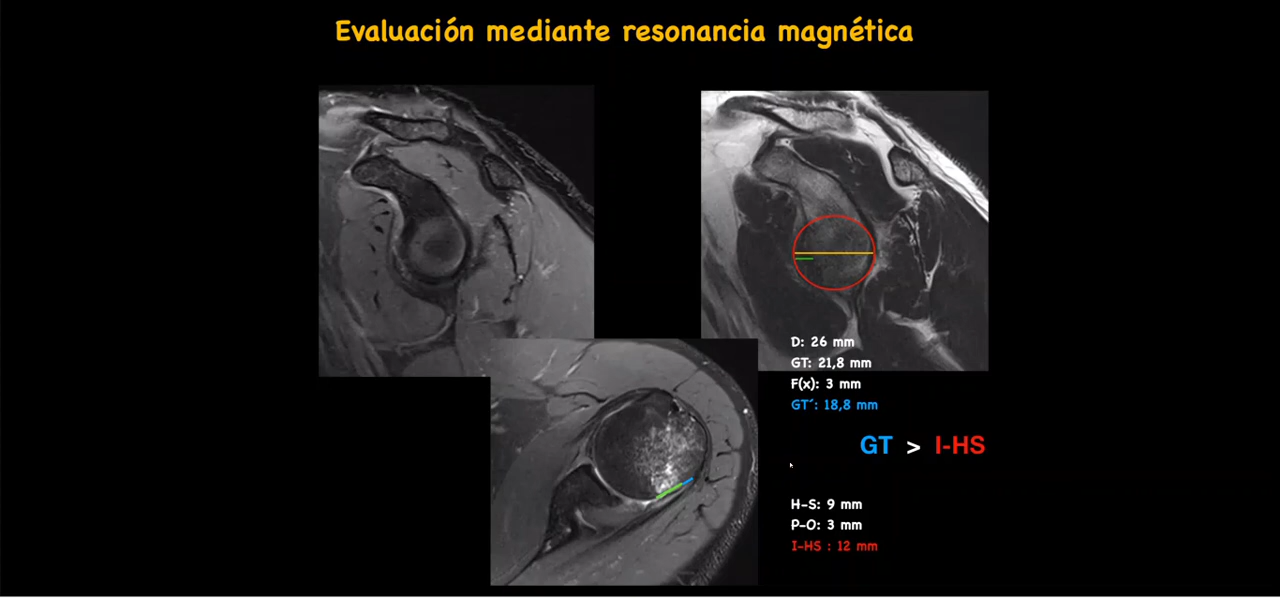 Evaluación mediante resonancia magnética
D: 26 mm
GT: 21,8 mm
F(x): 3 mm
GT´: 18,8 mm
GT > I-HS
H-S: 9 mm
P-O: 3 mm
I-HS : 12 mm